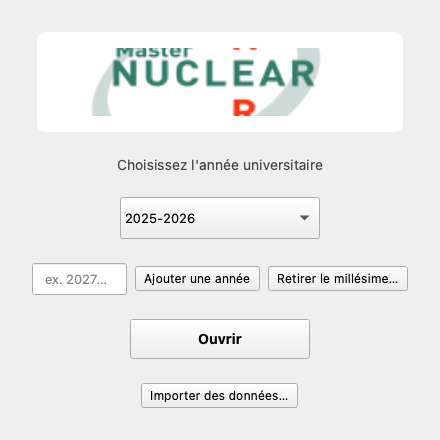 Master
NUCLEAR
R
Choisissez l'année universitaire
2025-2026
ex. 2027...
Ajouter une année
Retirer le millésime...
Ouvrir
Importer des données...